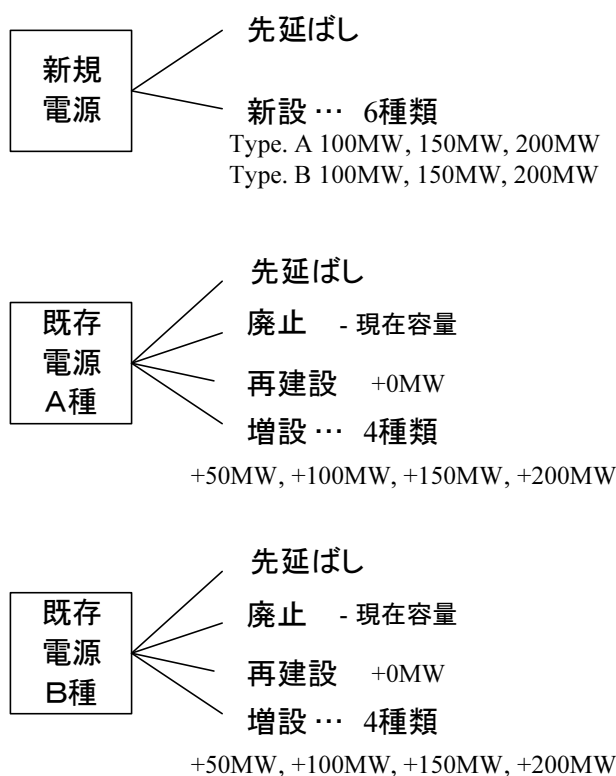 先延ばし
新規
電源
新設 … 6種類
Type. A 100MW, 150MW, 200MW
Type. B 100MW, 150MW, 200MW
先延ばし
既存
電源
A種
廃止 - 現在容量
再建設 +0MW
増設 … 4種類
+50MW, +100MW, +150MW, +200MW
先延ばし
既存
電源
B種
廃止 - 現在容量
再建設 +0MW
増設 … 4種類
+50MW, +100MW, +150MW, +200MW